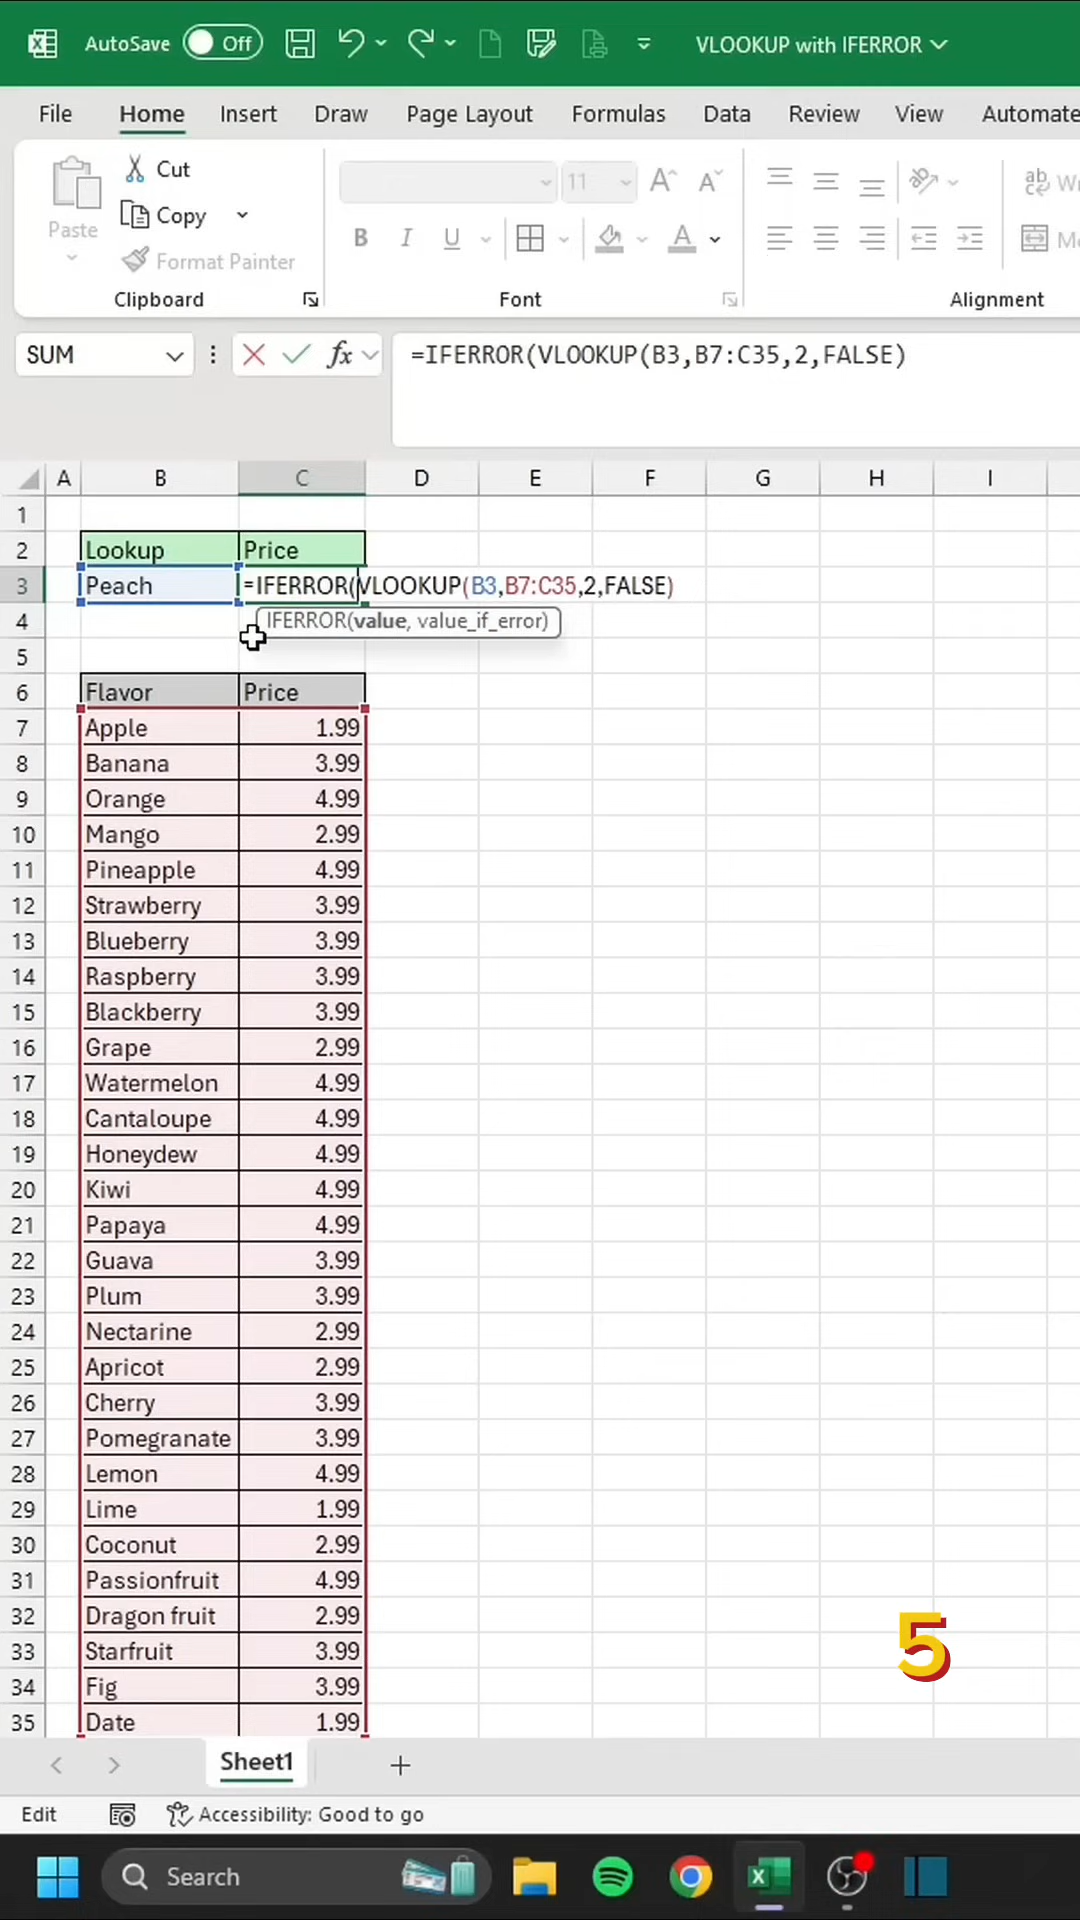 AutoSave Off VLOOKUP with IFERROR
File Home Insert Draw Page Layout Formulas Data Review View Automate
Paste
Cut
Copy
Format Painter
Clipboard
11
A A
B I U A
Font
ab
Alignment
SUM fx =IFERROR(VLOOKUP(B3,B7:C35,2,FALSE)
A B C D E F G H I
1
2 Lookup Price
3 Peach =IFERROR(VLOOKUP(B3,B7:C35,2,FALSE)
4 IFERROR(value, value_if_error)
5
6 Flavor Price
7 Apple 1.99
8 Banana 3.99
9 Orange 4.99
10 Mango 2.99
11 Pineapple 4.99
12 Strawberry 3.99
13 Blueberry 3.99
14 Raspberry 3.99
15 Blackberry 3.99
16 Grape 2.99
17 Watermelon 4.99
18 Cantaloupe 4.99
19 Honeydew 4.99
20 Kiwi 4.99
21 Papaya 4.99
22 Guava 3.99
23 Plum 3.99
24 Nectarine 2.99
25 Apricot 2.99
26 Cherry 3.99
27 Pomegranate 3.99
28 Lemon 4.99
29 Lime 1.99
30 Coconut 2.99
31 Passionfruit 4.99
32 Dragon fruit 2.99
33 Starfruit 3.99
34 Fig 3.99
35 Date 1.99
5
Sheet1
Edit Accessibility: Good to go
Search